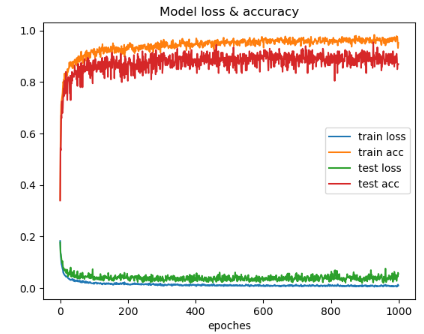 Model loss & accuracy
1.0
0.8
0.6
0.4
0.2
0.0
train loss
train acc
test loss
test acc
0 200 400 600 800 1000
epoches